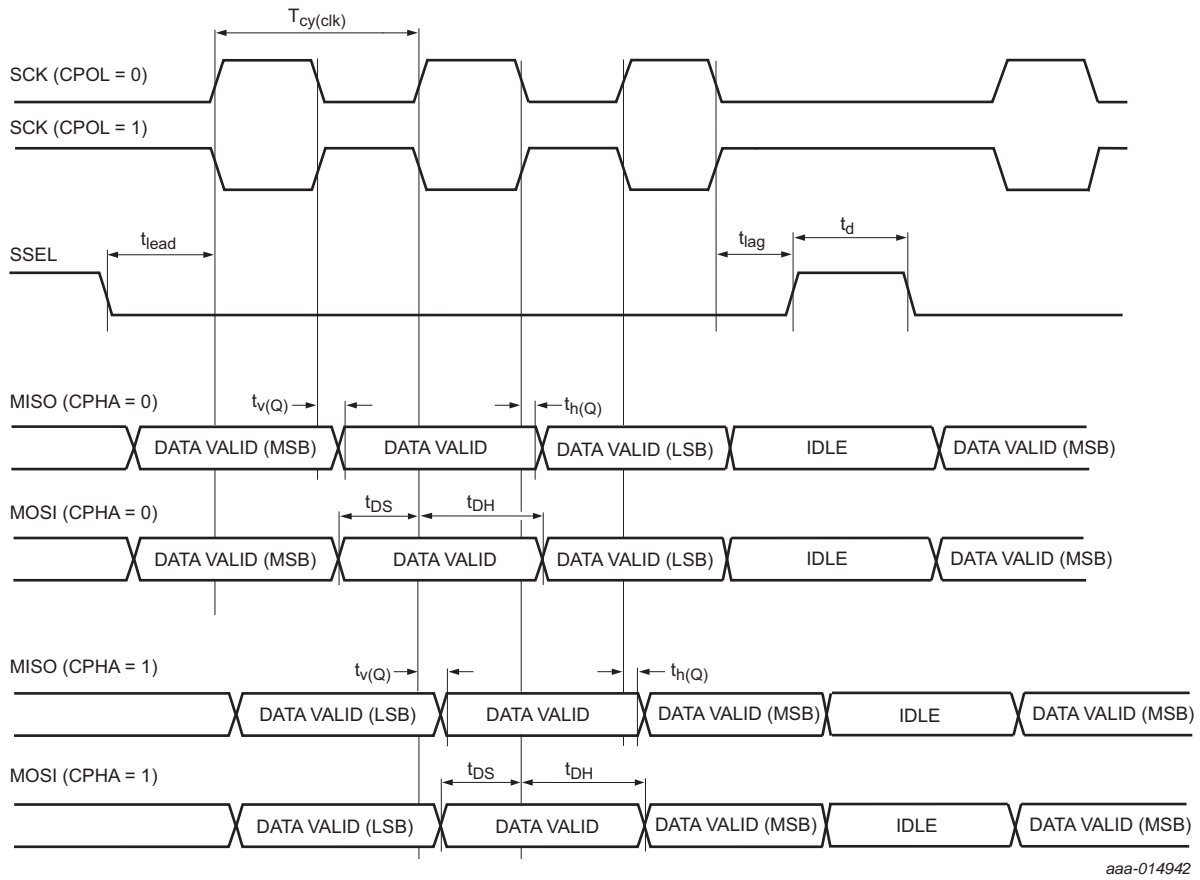 Tcy(clk)
SCK (CPOL = 0)
SCK (CPOL = 1)
tlead
tlag
td
SSEL
MISO (CPHA = 0)
tv(Q)
th(Q)
DATA VALID (MSB) DATA VALID DATA VALID (LSB) IDLE DATA VALID (MSB)
tDS tDH
MOSI (CPHA = 0)
DATA VALID (MSB) DATA VALID DATA VALID (LSB) IDLE DATA VALID (MSB)
MISO (CPHA = 1)
tv(Q)
th(Q)
DATA VALID (LSB) DATA VALID DATA VALID (MSB) IDLE DATA VALID (MSB)
tDS tDH
MOSI (CPHA = 1)
DATA VALID (LSB) DATA VALID DATA VALID (MSB) IDLE DATA VALID (MSB)
aaa-014942